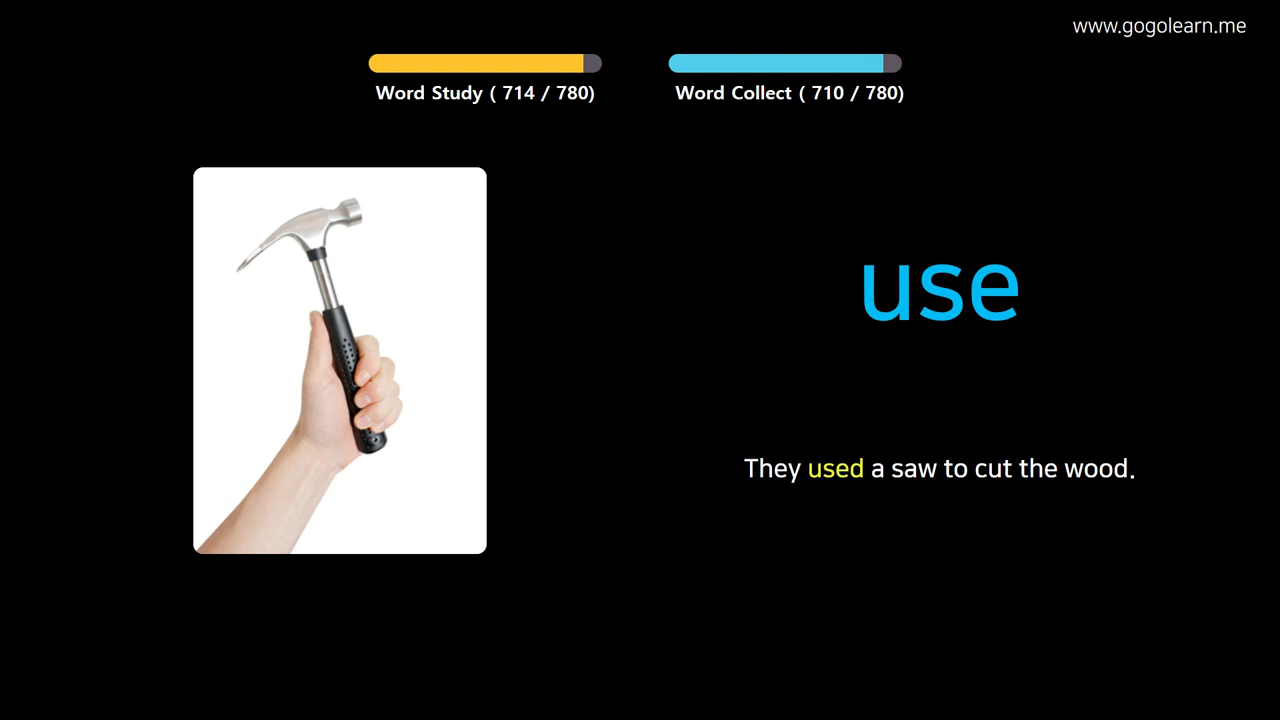 www.gogolearn.me
Word Study ( 714 / 780)
Word Collect ( 710 / 780)
use
They used a saw to cut the wood.